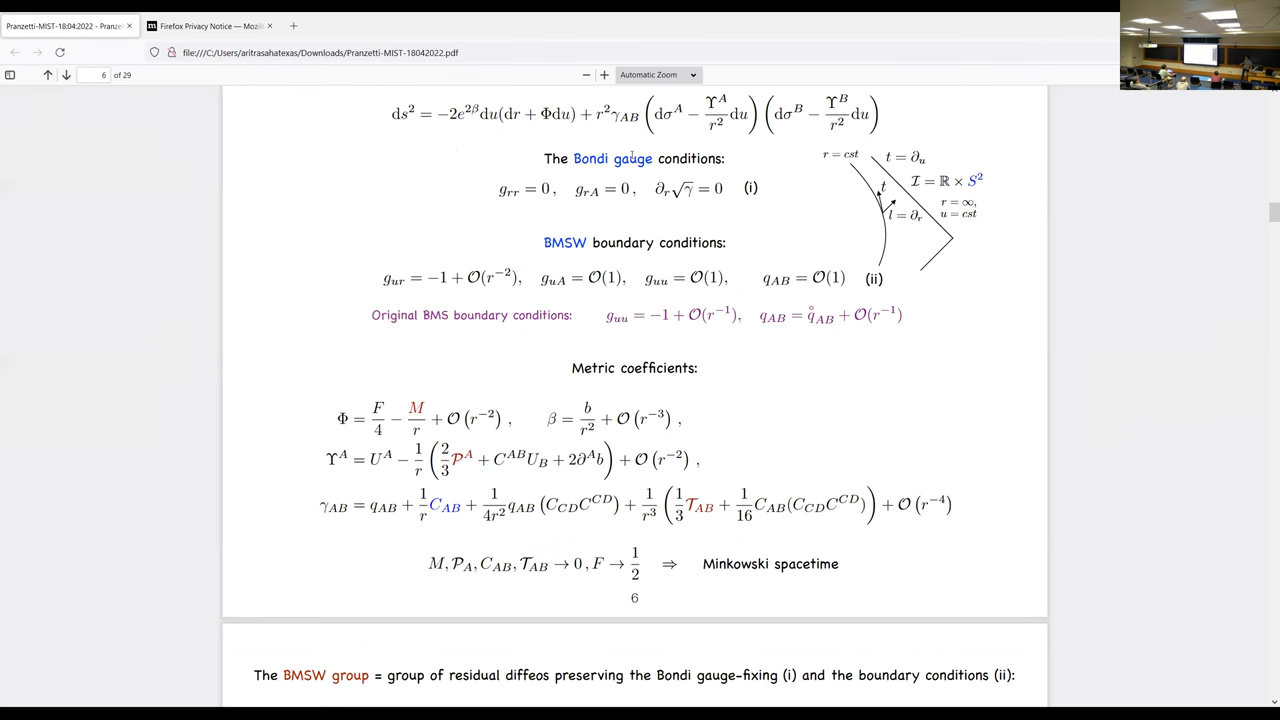 Pranzetti-MIST-18:04:2022 - Pranzet
Firefox Privacy Notice — Mozil
file:///C:/Users/aritrasahatexas/Downloads/Pranzetti-MIST-18042022.pdf
6 of 29
Automatic Zoom
ds² = −2e^{2β}du(dr + Φdu) + r²γ_{AB} (dσ^A − Υ^A/r² du) (dσ^B − Υ^B/r² du)
The Bondi gauge conditions:
g_{rr} = 0 , g_{rA} = 0 , ∂_r√γ = 0 (i)
r = cst
t = ∂_u
t
I = ℝ × S²
r = ∞,
u = cst
l = ∂_r
BMSW boundary conditions:
g_{ur} = −1 + O(r^{−2}), g_{uA} = O(1), g_{uu} = O(1), q_{AB} = O(1) (ii)
Original BMS boundary conditions: g_{uu} = −1 + O(r^{−1}), q_{AB} = q̊_{AB} + O(r^{−1})
Metric coefficients:
Φ = F/4 − M/r + O(r^{−2}) , β = b/r² + O(r^{−3}) ,
Υ^A = U^A − 1/r (2/3 P^A + C^{AB}U_B + 2∂^A b) + O(r^{−2}) ,
γ_{AB} = q_{AB} + 1/r C_{AB} + 1/4r² q_{AB} (C_{CD}C^{CD}) + 1/r³ (1/3 T_{AB} + 1/16 C_{AB}(C_{CD}C^{CD})) + O(r^{−4})
M, P_A, C_{AB}, T_{AB} → 0 , F → 1/2 ⇒ Minkowski spacetime
6
The BMSW group = group of residual diffeos preserving the Bondi gauge-fixing (i) and the boundary conditions (ii):